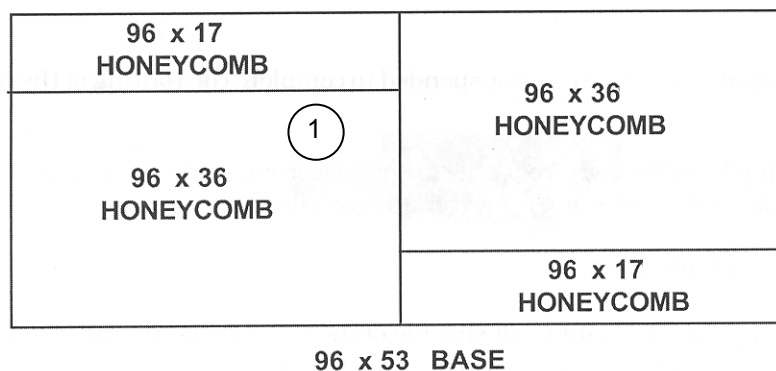 96 x 17
HONEYCOMB
1
96 x 36
HONEYCOMB
96 x 36
HONEYCOMB
96 x 17
HONEYCOMB
96 x 53 BASE